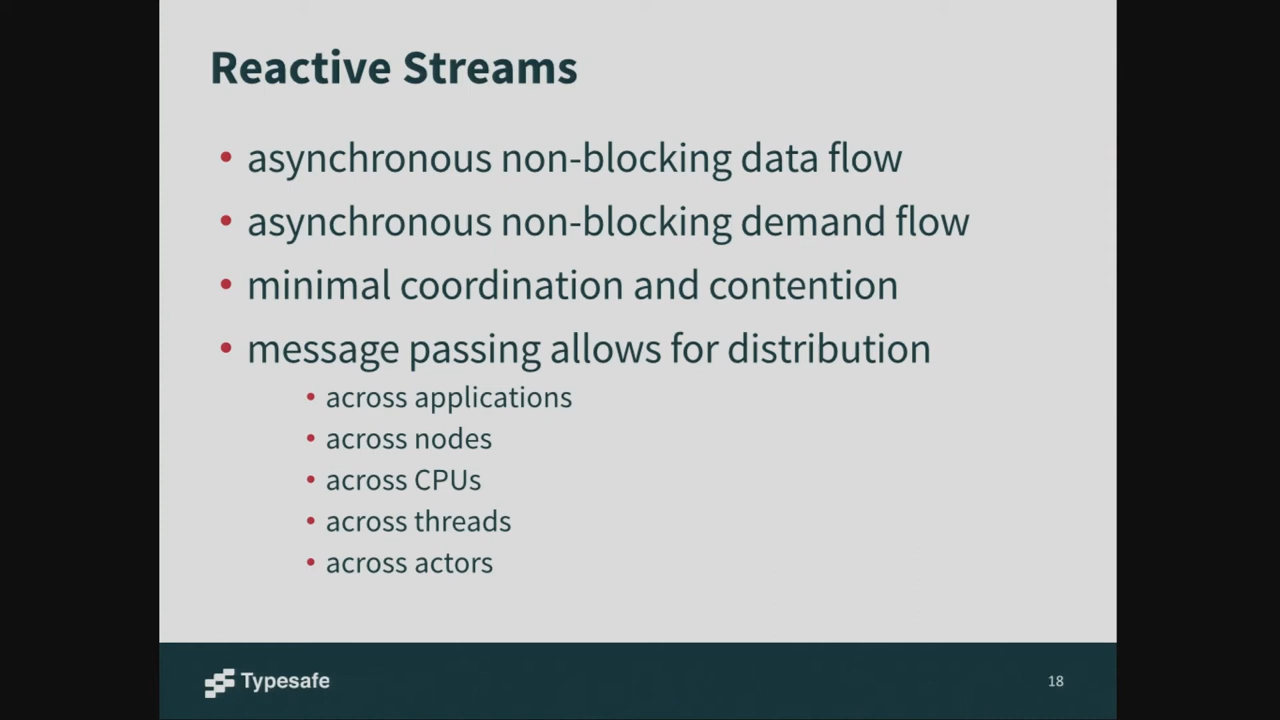 Reactive Streams
• asynchronous non-blocking data flow
• asynchronous non-blocking demand flow
• minimal coordination and contention
• message passing allows for distribution
• across applications
• across nodes
• across CPUs
• across threads
• across actors
Typesafe
18